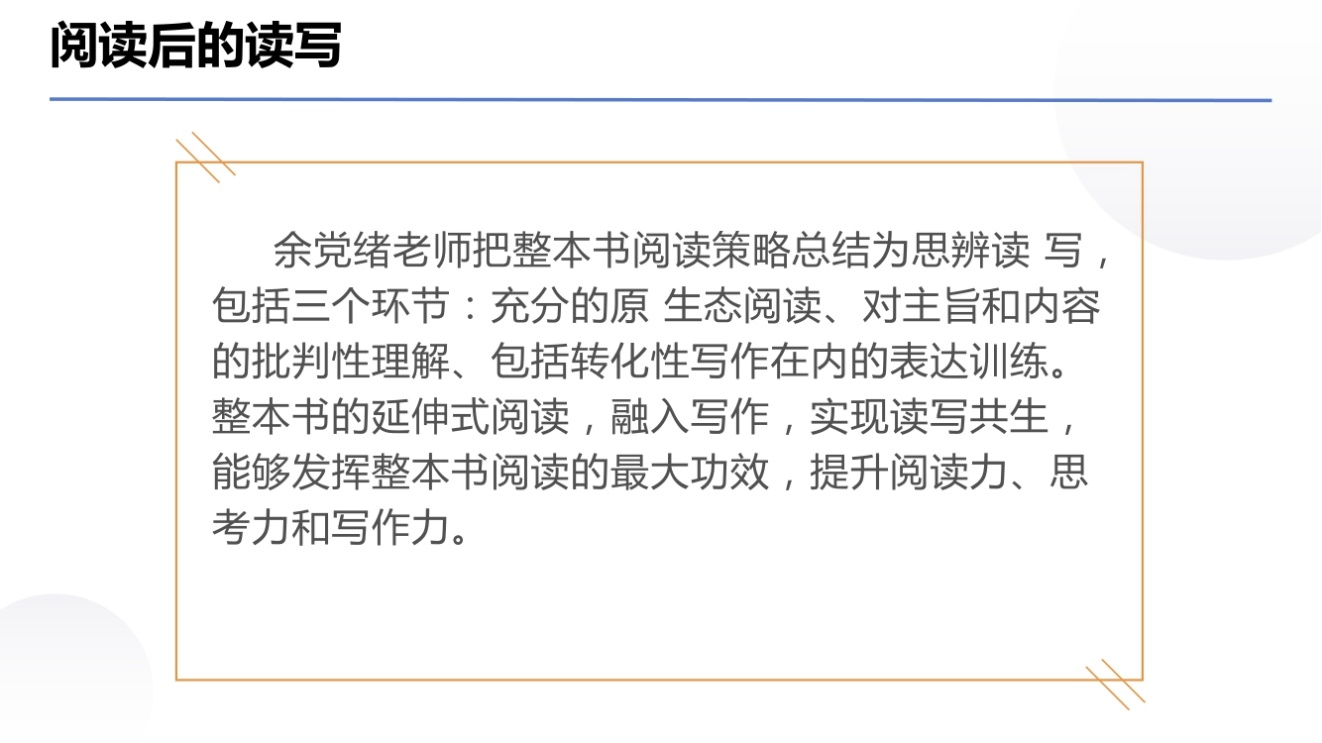 阅读后的读写
余党绪老师把整本书阅读策略总结为思辨读 写，
包括三个环节：充分的原 生态阅读、对主旨和内容
的批判性理解、包括转化性写作在内的表达训练。
整本书的延伸式阅读，融入写作，实现读写共生，
能够发挥整本书阅读的最大功效，提升阅读力、思
考力和写作力。